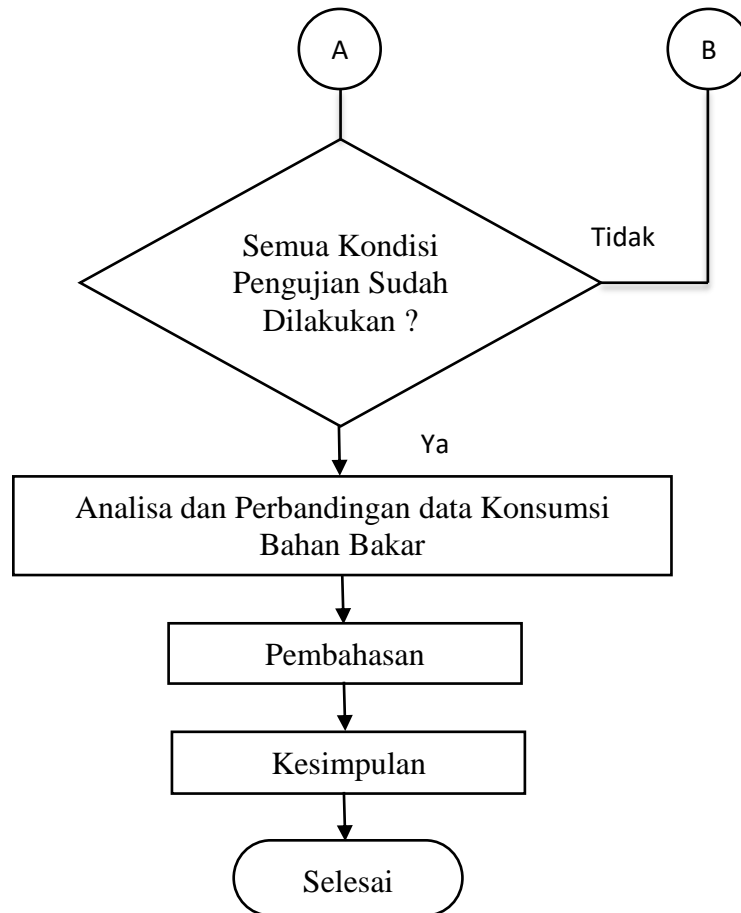 A
B
Semua Kondisi
Pengujian Sudah
Dilakukan ?
Tidak
Ya
Analisa dan Perbandingan data Konsumsi
Bahan Bakar
Pembahasan
Kesimpulan
Selesai